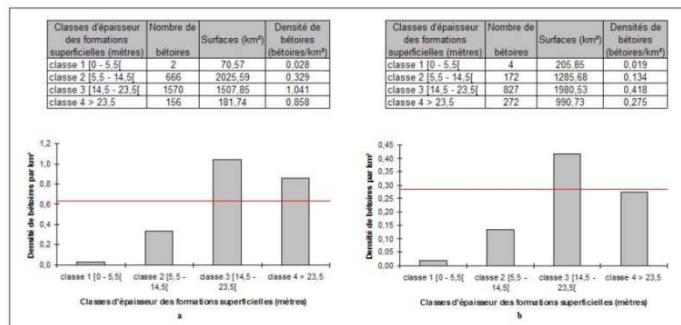 Classes d'épaisseur des formations superficielles (mètres) Nombre de bétoires Surfaces (km²) Densité de bétoires (bétoires/km²)
classe 1 [0 - 5,5[ 2 70,57 0,028
classe 2 [5,5 - 14,5[ 666 2025,59 0,329
classe 3 [14,5 - 23,5[ 1570 1507,85 1,041
classe 4 > 23,5 156 181,74 0,858
Densité de bétoires par km²
1,2
1,0
0,8
0,6
0,4
0,2
0,0
classe 1 [0 - 5,5[ classe 2 [5,5 - 14,5[ classe 3 [14,5 - 23,5[ classe 4 > 23,5
Classes d'épaisseur des formations superficielles (mètres)
a
Classes d'épaisseur des formations superficielles (mètres) Nombre de bétoires Surfaces (km²) Densités de bétoires (bétoires/km²)
classe 1 [0 - 5,5[ 4 205,85 0,019
classe 2 [5,5 - 14,5[ 172 1285,68 0,134
classe 3 [14,5 - 23,5[ 827 1980,53 0,418
classe 4 > 23,5 272 990,73 0,275
Densité de bétoires par km²
0,45
0,40
0,35
0,30
0,25
0,20
0,15
0,10
0,05
0,00
classe 1 [0 - 5,5[ classe 2 [5,5 - 14,5[ classe 3 [14,5 - 23,5[ classe 4 > 23,5
Classes d'épaisseur des formations superficielles (mètres)
b